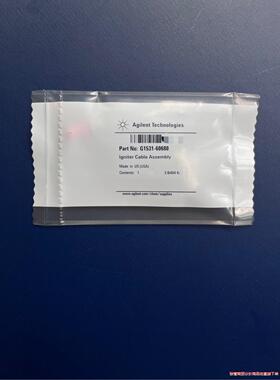 Agilent Technologies
Part No: G1531-60680
Igniter Cable Assembly
Made in US (USA)
Contents: 1
www.agilent.com/chem/supplies